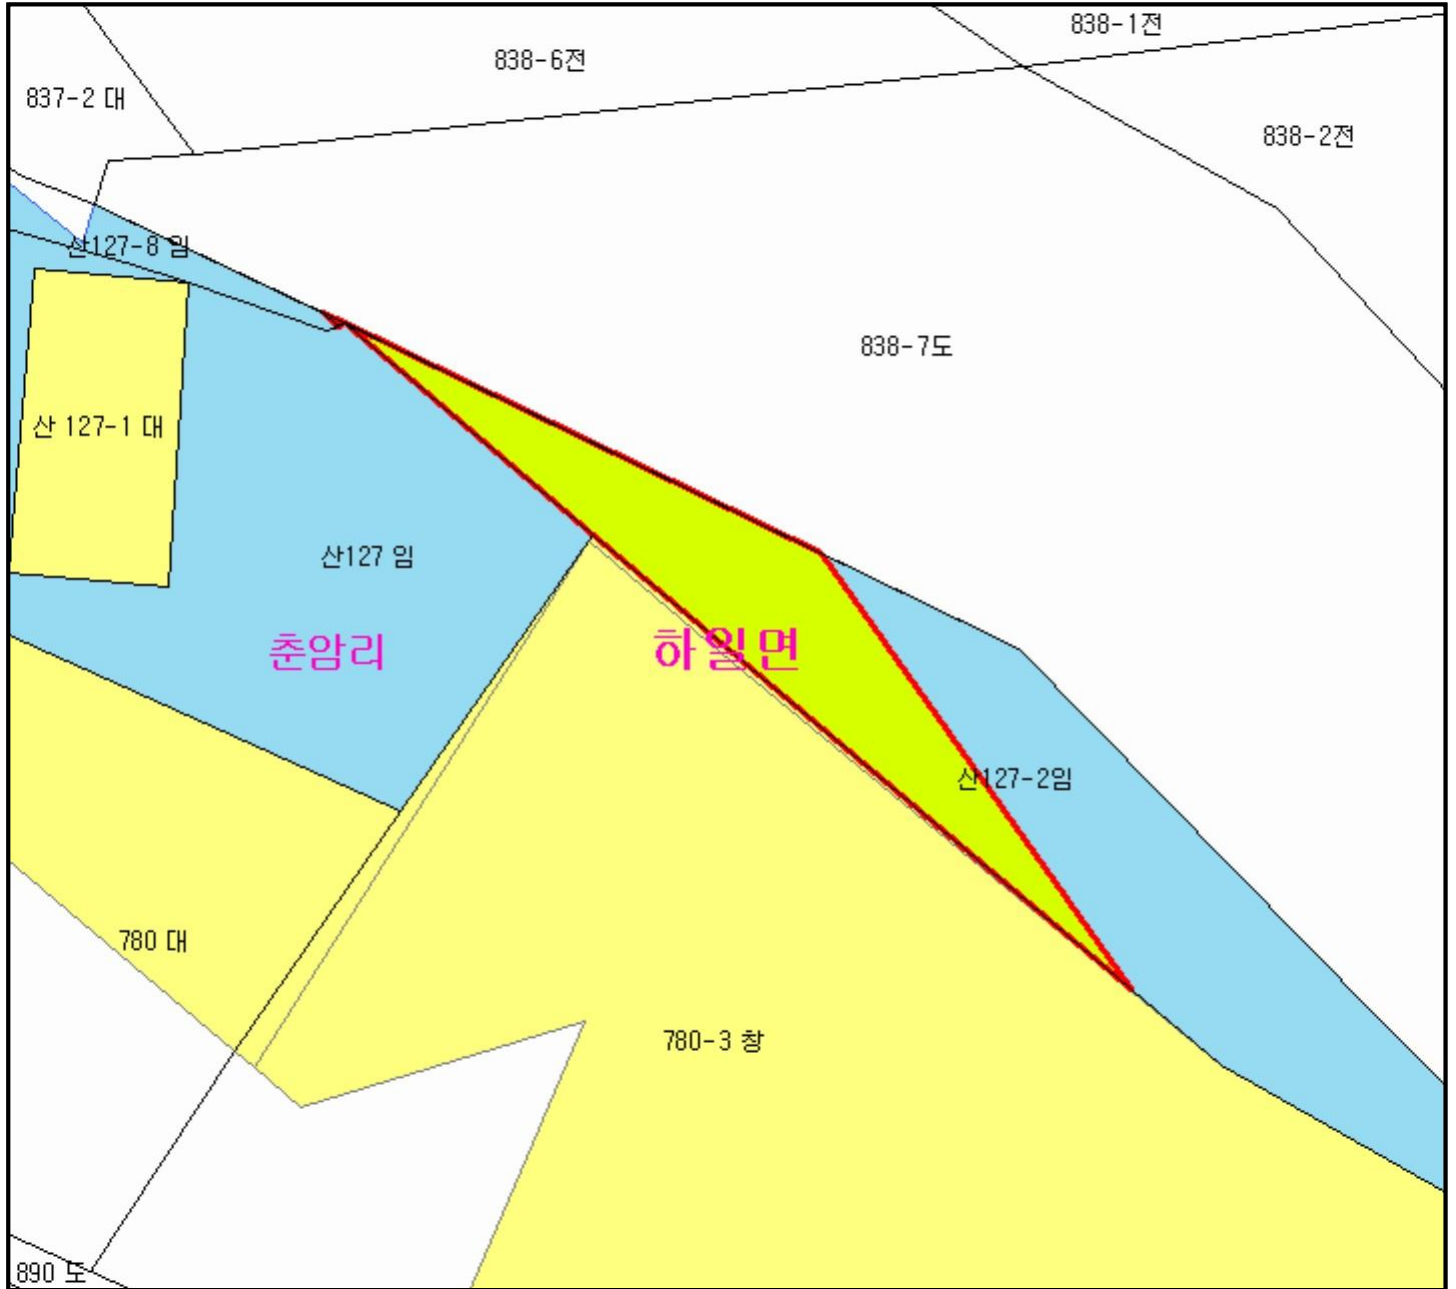 838-1전
838-6전
837-2 대
838-2전
산127-8 임
838-7도
산 127-1 대
산127 임
춘암리
하일면
산127-2임
780 대
780-3 창
890 도